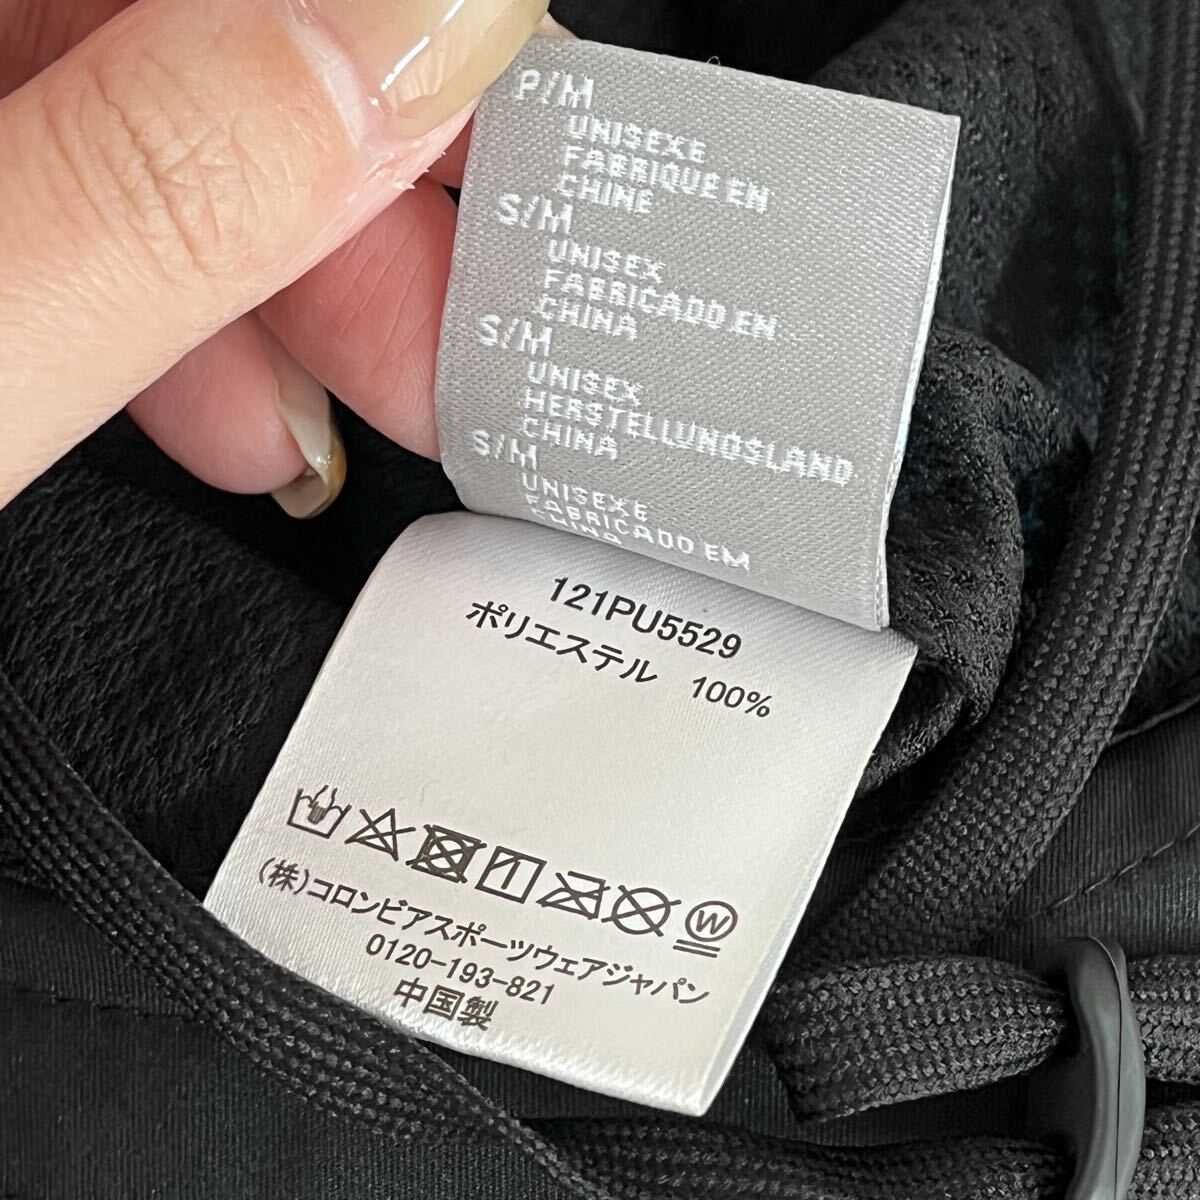 P/M
UNISEXE
FABRIQUE EN
CHINE
S/M
UNISEX
FABRICADO EN
CHINA
S/M
UNISEX
HERSTELLUNGSLAND
CHINA
S/M
UNISEXE
FABRICADO EM
CHINA
121PU5529
ポリエステル 100%
W
(株)コロンビアスポーツウェアジャパン
0120-193-821
中国製